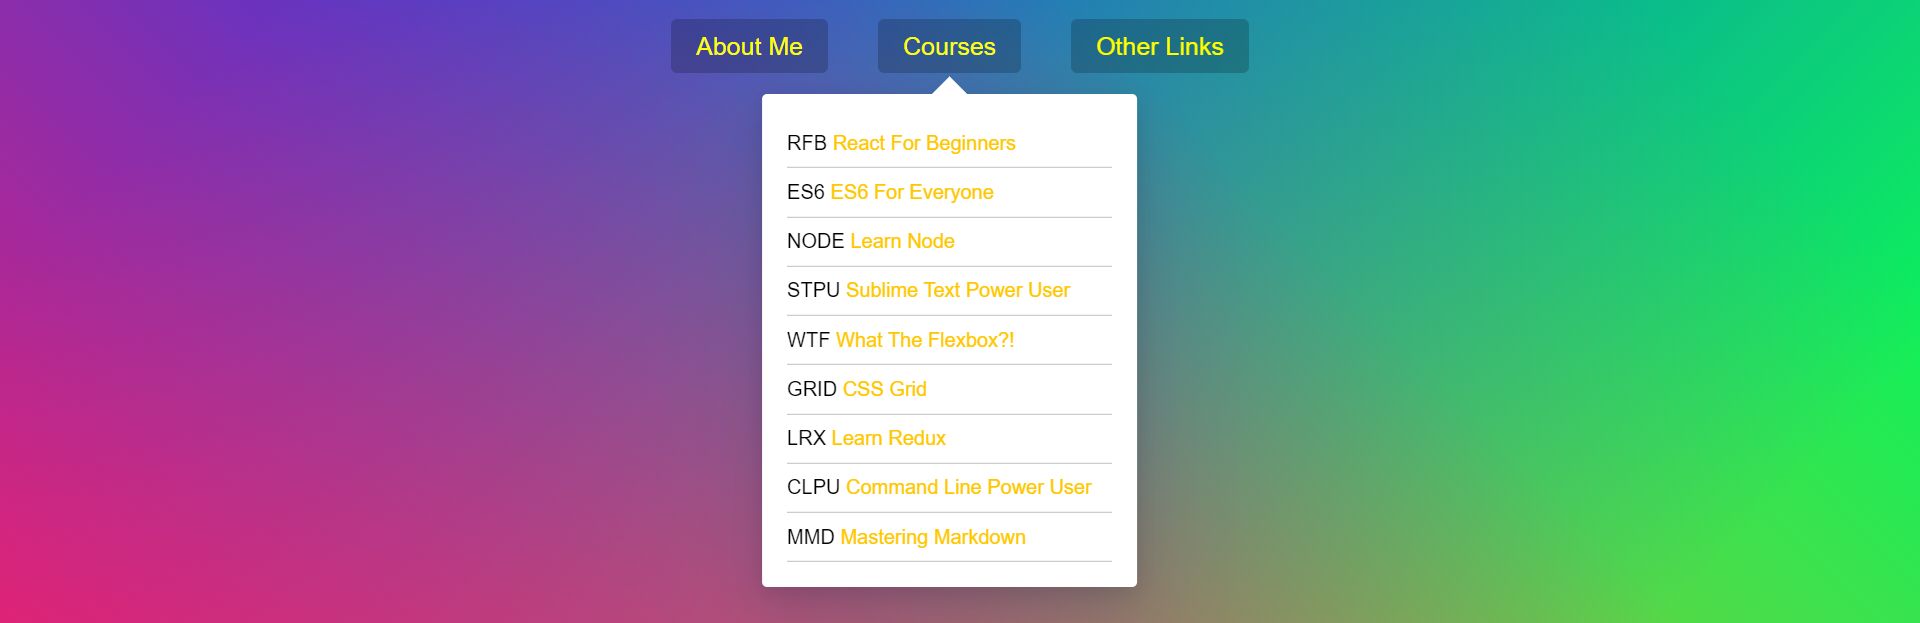 About Me Courses Other Links
RFB React For Beginners
ES6 ES6 For Everyone
NODE Learn Node
STPU Sublime Text Power User
WTF What The Flexbox?!
GRID CSS Grid
LRX Learn Redux
CLPU Command Line Power User
MMD Mastering Markdown